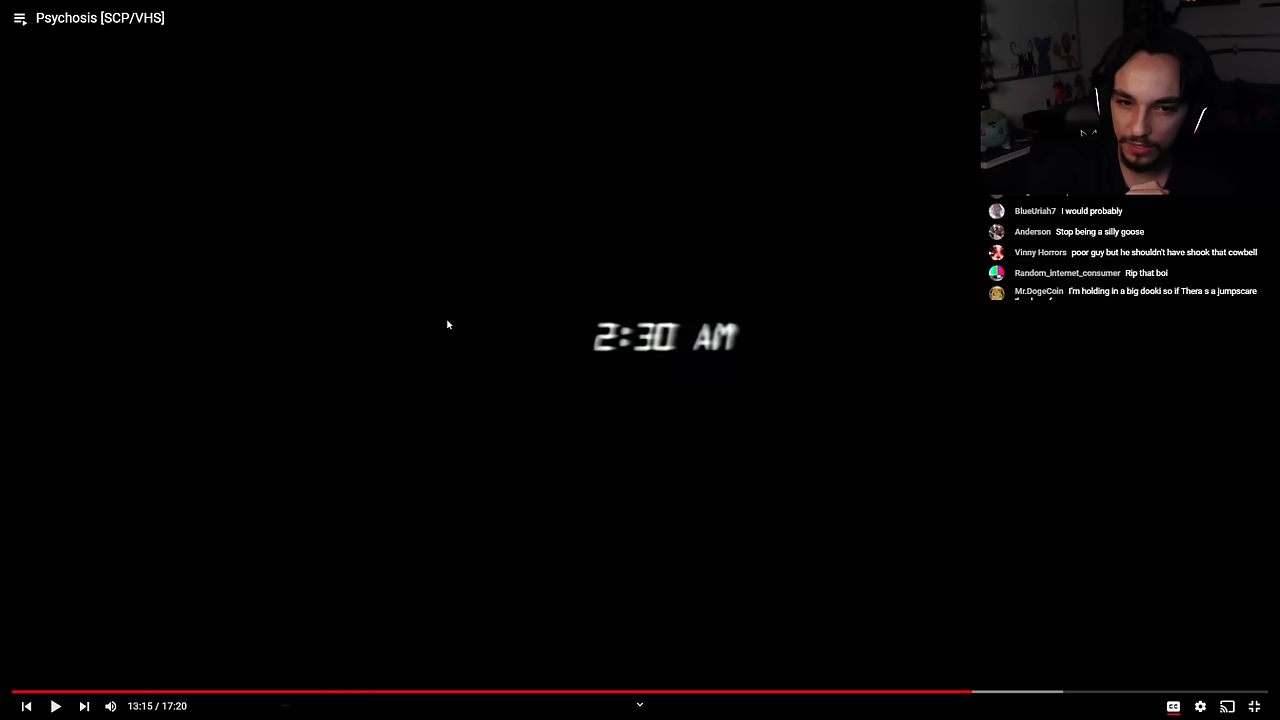 Psychosis [SCP/VHS]
BlueUriah7 I would probably
Anderson Stop being a silly goose
Vinny Horrors poor guy but he shouldn't have shook that cowbell
Random_internet_consumer Rip that boi
Mr.DogeCoin I'm holding in a big dooki so if Thera s a jumpscare
2:30 AM
13:15 / 17:20
CC